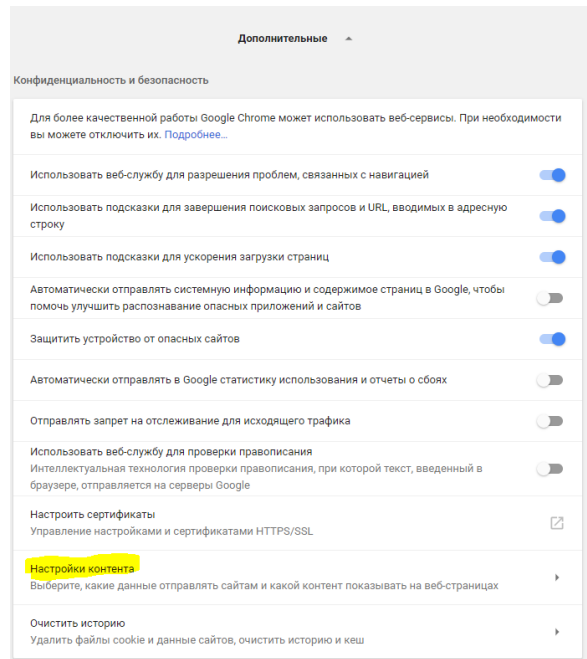 Дополнительные
Конфиденциальность и безопасность
Для более качественной работы Google Chrome может использовать веб-сервисы. При необходимости
вы можете отключить их. Подробнее…
Использовать веб-службу для разрешения проблем, связанных с навигацией
Использовать подсказки для завершения поисковых запросов и URL, вводимых в адресную
строку
Использовать подсказки для ускорения загрузки страниц
Автоматически отправлять системную информацию и содержимое страниц в Google, чтобы
помочь улучшить распознавание опасных приложений и сайтов
Защитить устройство от опасных сайтов
Автоматически отправлять в Google статистику использования и отчеты о сбоях
Отправлять запрет на отслеживание для исходящего трафика
Использовать веб-службу для проверки правописания
Интеллектуальная технология проверки правописания, при которой текст, введенный в
браузере, отправляется на серверы Google
Настроить сертификаты
Управление настройками и сертификатами HTTPS/SSL
Настройки контента
Выберите, какие данные отправлять сайтам и какой контент показывать на веб-страницах
Очистить историю
Удалить файлы cookie и данные сайтов, очистить историю и кеш